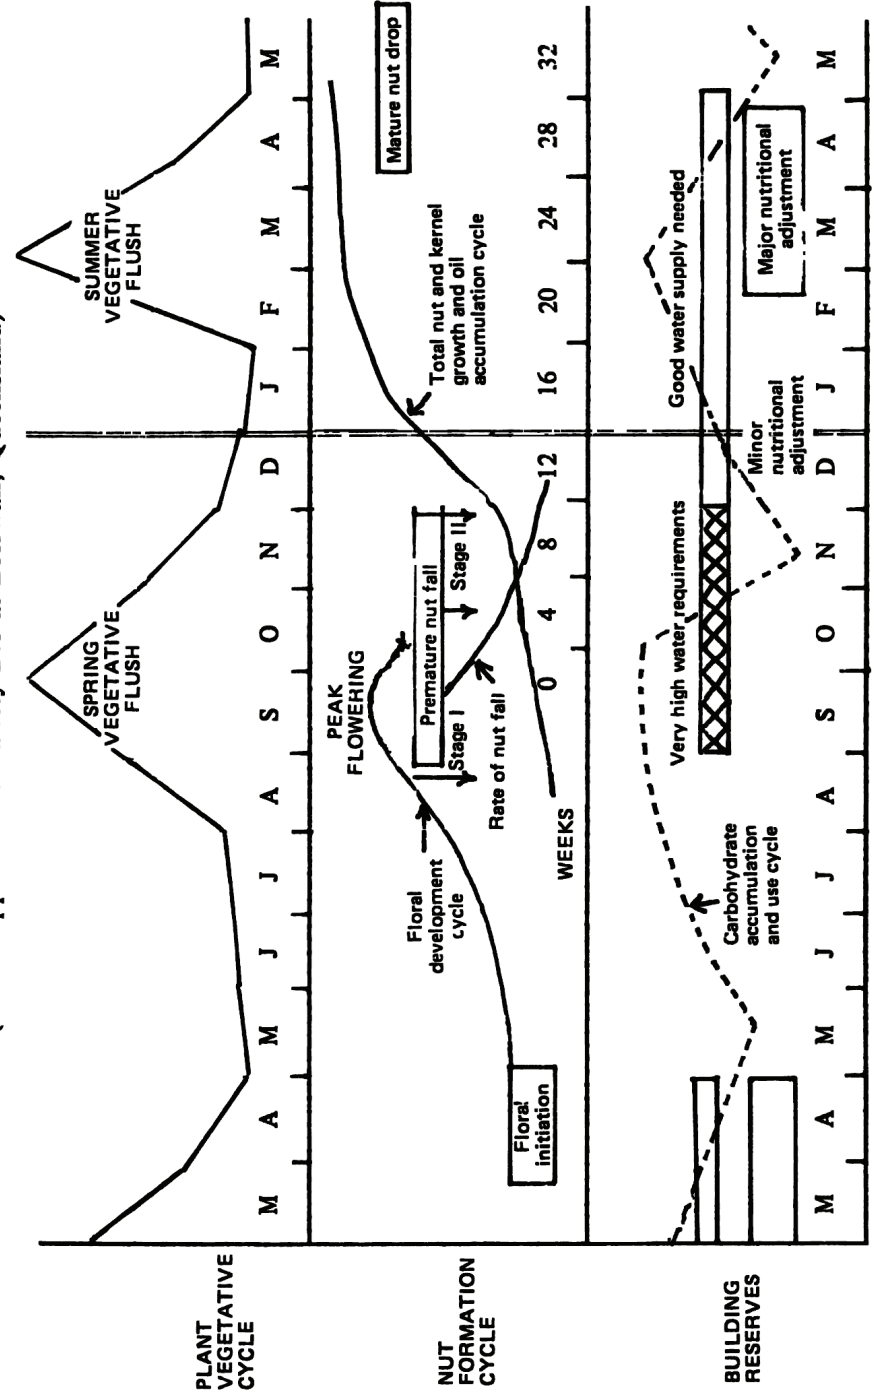 PLANT
VEGETATIVE
CYCLE
SPRING
VEGETATIVE
FLUSH
SUMMER
VEGETATIVE
FLUSH
M A M J J A S O N D J F M A M
NUT
FORMATION
CYCLE
Floral
initiation
Floral
development
cycle
PEAK
FLOWERING
Premature nut fall
Stage I
Stage II
Rate of nut fall
Total nut and kernel
growth and oil
accumulation cycle
Mature nut drop
WEEKS 0 4 8 12 16 20 24 28 32
BUILDING
RESERVES
Carbohydrate
accumulation
and use cycle
Very high water requirements
Good water supply needed
Minor
nutritional
adjustment
Major nutritional
adjustment
M A M J J A S O N D J F M A M